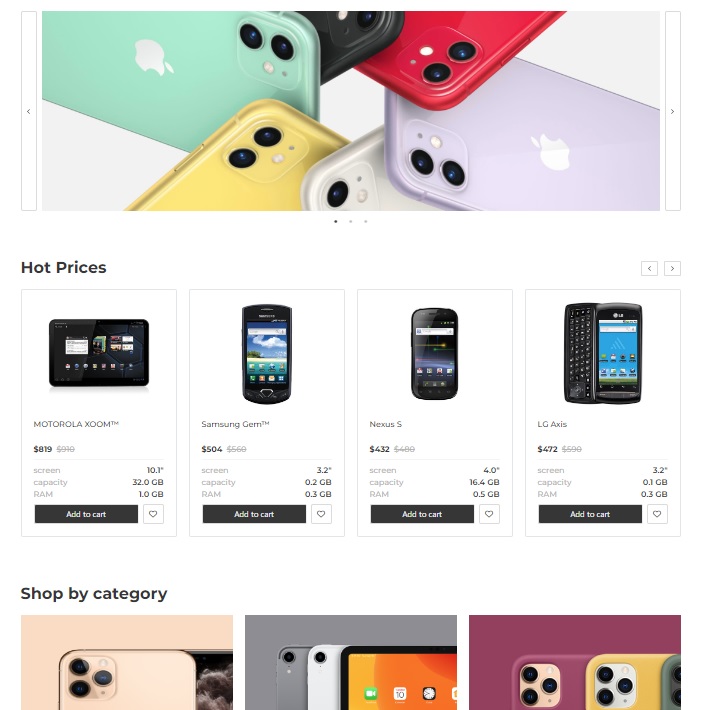 Hot Prices
MOTOROLA XOOM™
$819 $910
screen 10.1"
capacity 32.0 GB
RAM 1.0 GB
Add to cart
Samsung Gem™
$504 $560
screen 3.2"
capacity 0.2 GB
RAM 0.3 GB
Add to cart
Nexus S
$432 $480
screen 4.0"
capacity 16.4 GB
RAM 0.5 GB
Add to cart
LG
LG Axis
$472 $590
screen 3.2"
capacity 0.1 GB
RAM 0.3 GB
Add to cart
Shop by category
10